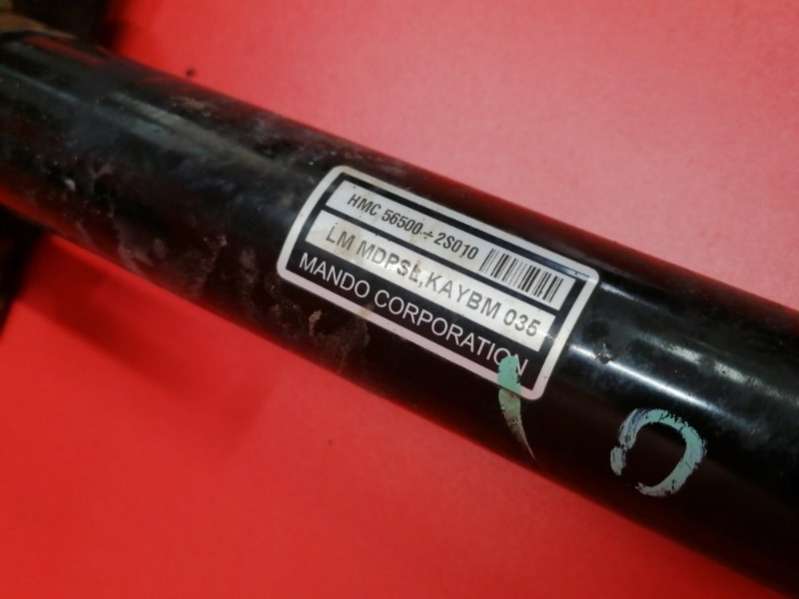 HMC 56500-2S010
LM MDPSL,KAYBM 035
MANDO CORPORATION